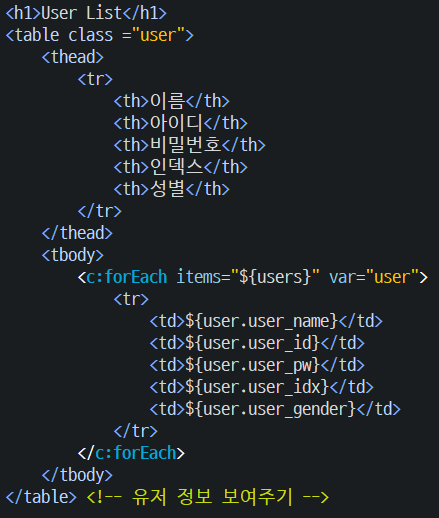 <h1>User List</h1>
<table class ="user">
    <thead>
        <tr>
            <th>이름</th>
            <th>아이디</th>
            <th>비밀번호</th>
            <th>인덱스</th>
            <th>성별</th>
        </tr>
    </thead>
    <tbody>
        <c:forEach items="${users}" var="user">
            <tr>
                <td>${user.user_name}</td>
                <td>${user.user_id}</td>
                <td>${user.user_pw}</td>
                <td>${user.user_idx}</td>
                <td>${user.user_gender}</td>
            </tr>
        </c:forEach>
    </tbody>
</table> <!-- 유저 정보 보여주기 -->